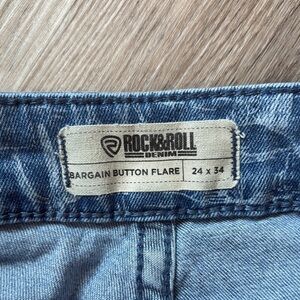 ROCK&ROLL
DENIM
BARGAIN BUTTON FLARE 24 x 34